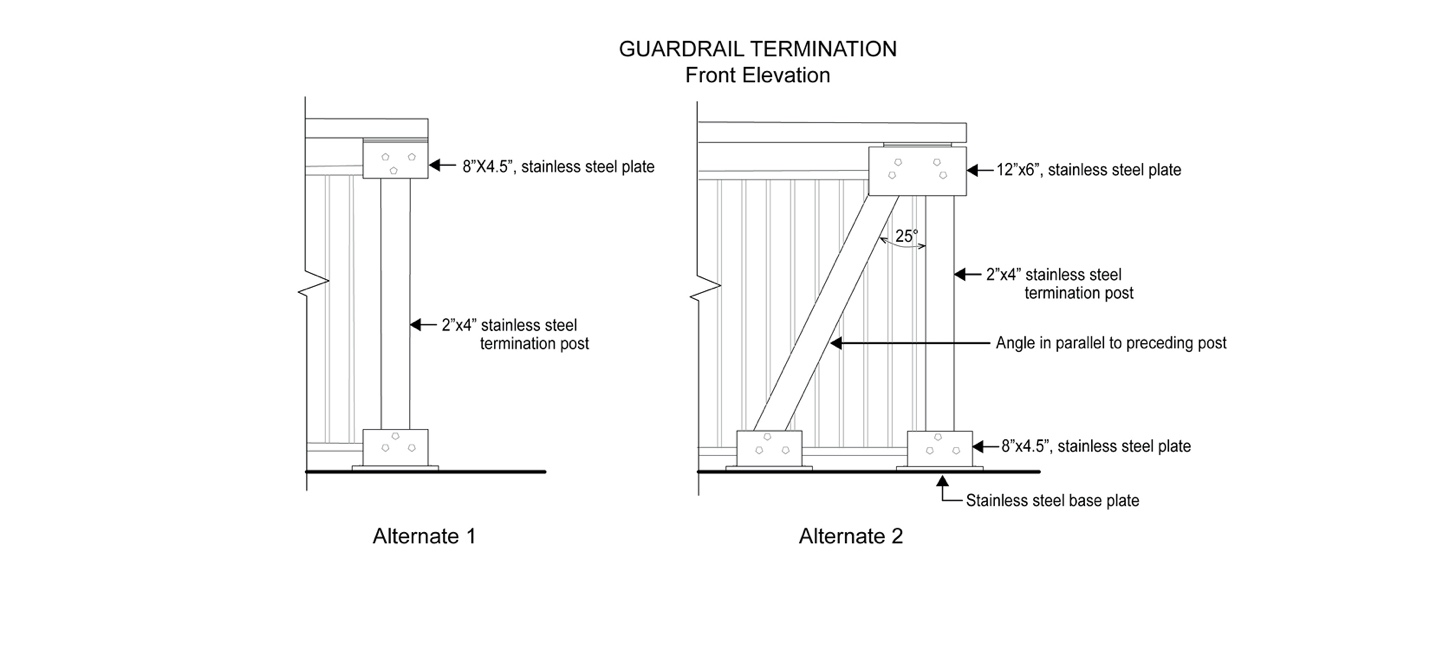 GUARDRAIL TERMINATION
Front Elevation
8”X4.5”, stainless steel plate
2”x4” stainless steel
termination post
Alternate 1
12”x6”, stainless steel plate
25°
2”x4” stainless steel
termination post
Angle in parallel to preceding post
8”x4.5”, stainless steel plate
Stainless steel base plate
Alternate 2